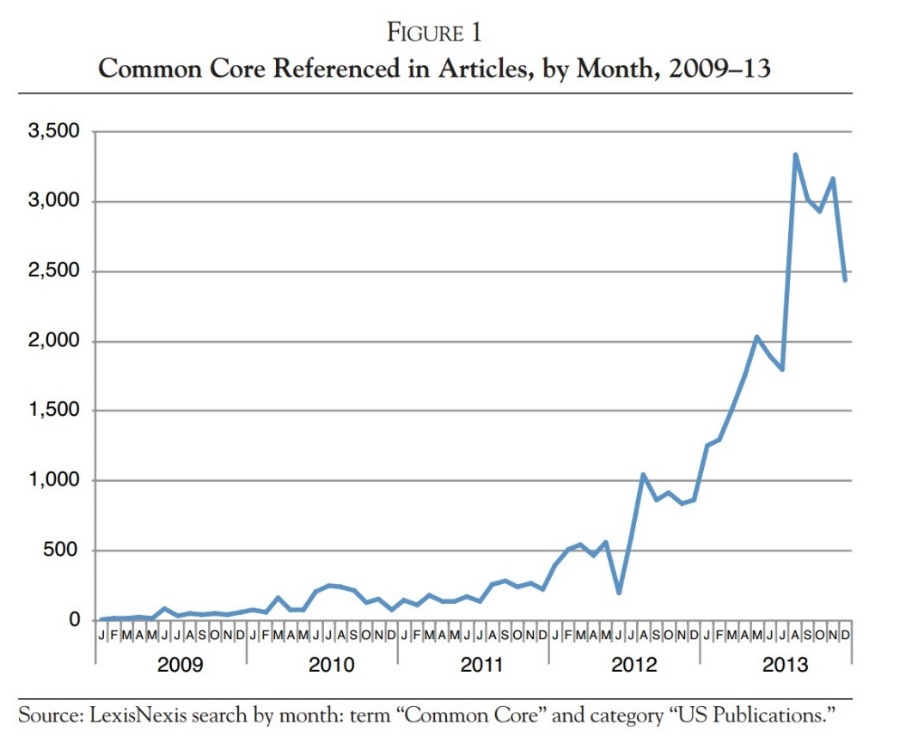 FIGURE 1
Common Core Referenced in Articles, by Month, 2009–13
3,500
3,000
2,500
2,000
1,500
1,000
500
0
J F M A M J J A S O N D J F M A M J J A S O N D J F M A M J J A S O N D J F M A M J J A S O N D J F M A M J J A S O N D
2009 2010 2011 2012 2013
Source: LexisNexis search by month: term “Common Core” and category “US Publications.”